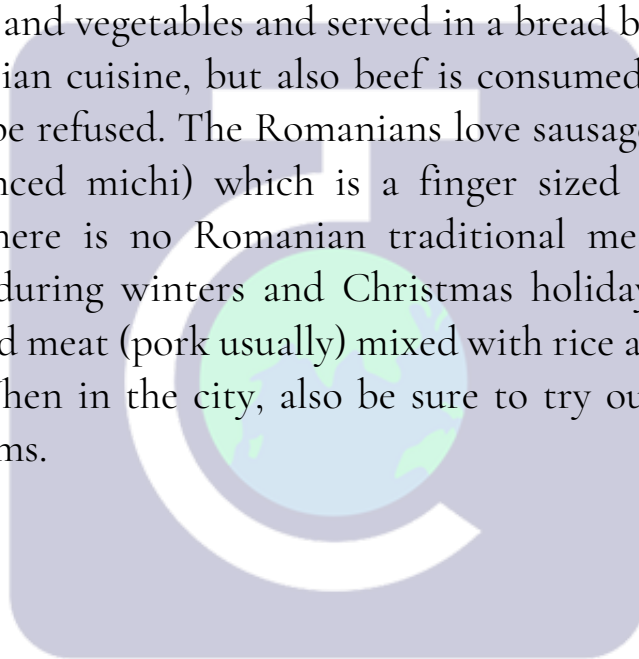 and vegetables and served in a bread b
ian cuisine, but also beef is consumed
be refused. The Romanians love sausag
nced michi) which is a finger sized
here is no Romanian traditional me
during winters and Christmas holiday
d meat (pork usually) mixed with rice a
hen in the city, also be sure to try ou
ms.